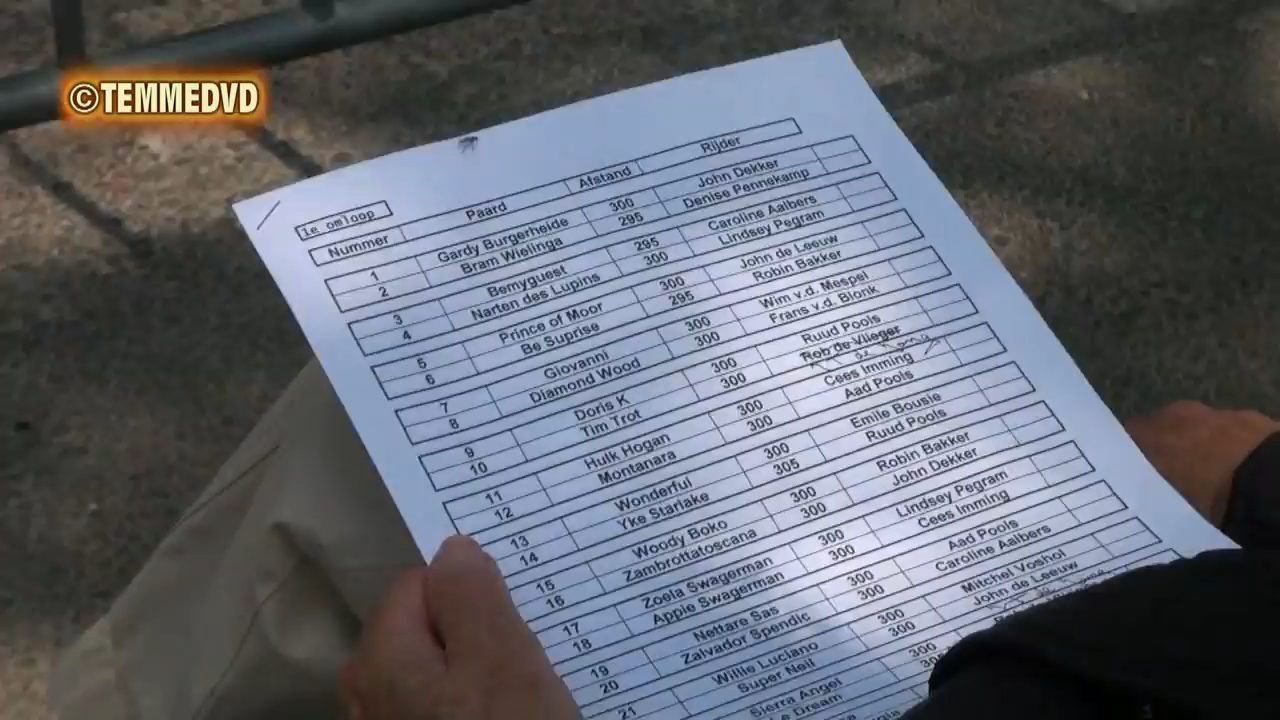 ©TEMMEDVD
1e omloop
Nummer Paard Afstand Rijder
1 Gardy Burgerheide 300 John Dekker
2 Bram Wielinga 295 Denise Pennekamp
3 Bemyguest 295 Caroline Aalbers
4 Narten des Lupins 300 Lindsey Pegram
5 Prince of Moor 300 John de Leeuw
6 Be Suprise 295 Robin Bakker
7 Giovanni 300 Wim v.d. Mespel
8 Diamond Wood 300 Frans v.d. Blonk
9 Doris K 300 Ruud Pools
10 Tim Trot 300 Rob de Vlieger
11 Hulk Hogan 300 Cees Imming
12 Montanara 300 Aad Pools
13 Wonderful 300 Emile Bousie
14 Yke Starlake 305 Ruud Pools
15 Woody Boko 300 Robin Bakker
16 Zambrottatoscana 300 John Dekker
17 Zoela Swagerman 300 Lindsey Pegram
18 Appie Swagerman 300 Cees Imming
19 Nettare Sas 300 Aad Pools
20 Zalvador Spendic 300 Caroline Aalbers
21 Willie Luciano 300 Mitchel Voshol
Super Neil 300 John de Leeuw
Sierra Angel 300
Dream